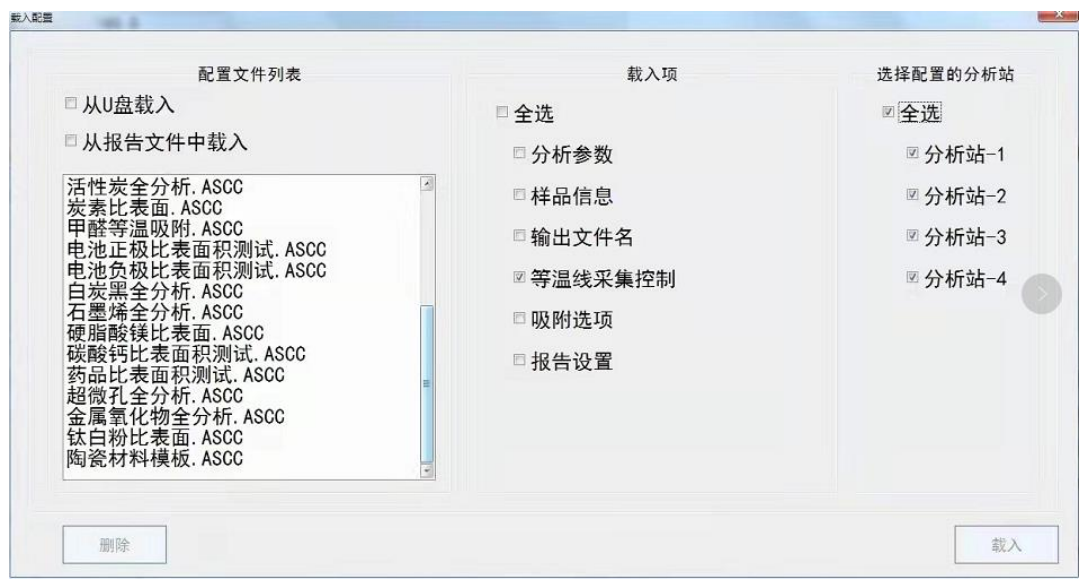 载入配置
配置文件列表
从U盘载入
从报告文件中载入
活性炭全分析.ASCC
炭素比表面.ASCC
甲醛等温吸附.ASCC
电池正极比表面积测试.ASCC
电池负极比表面积测试.ASCC
白炭黑全分析.ASCC
石墨烯全分析.ASCC
硬脂酸镁比表面.ASCC
碳酸钙比表面积测试.ASCC
药品比表面积测试.ASCC
超微孔全分析.ASCC
金属氧化物全分析.ASCC
钛白粉比表面.ASCC
陶瓷材料模板.ASCC
删除
载入项
全选
分析参数
样品信息
输出文件名
等温线采集控制
吸附选项
报告设置
选择配置的分析站
全选
分析站-1
分析站-2
分析站-3
分析站-4
载入